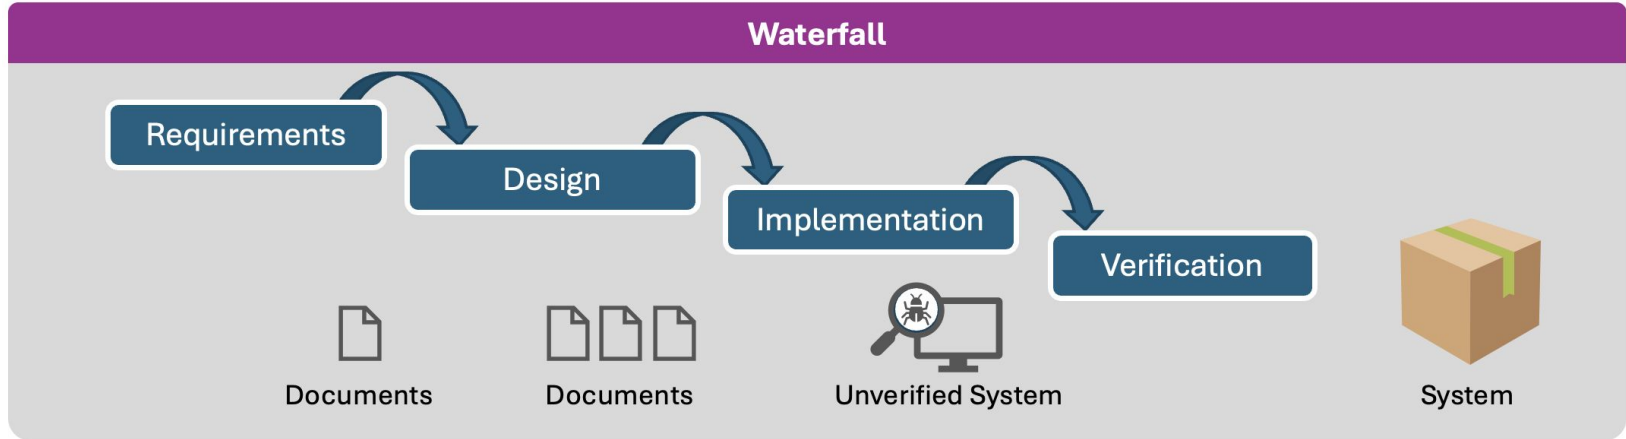 Waterfall
Requirements
Design
Implementation
Verification
Documents
Documents
Unverified System
System